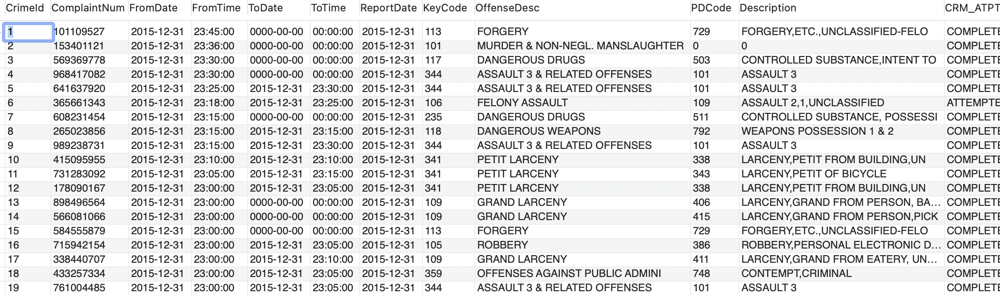 CrimeId ComplaintNum FromDate FromTime ToDate ToTime ReportDate KeyCode OffenseDesc PDCode Description CRM_ATPT
1 101109527 2015-12-31 23:45:00 0000-00-00 00:00:00 2015-12-31 113 FORGERY 729 FORGERY,ETC.,UNCLASSIFIED-FELO COMPLETE
2 153401121 2015-12-31 23:36:00 0000-00-00 00:00:00 2015-12-31 101 MURDER & NON-NEGL. MANSLAUGHTER 0 0 COMPLETE
3 569369778 2015-12-31 23:30:00 0000-00-00 00:00:00 2015-12-31 117 DANGEROUS DRUGS 503 CONTROLLED SUBSTANCE,INTENT TO COMPLETE
4 968417082 2015-12-31 23:30:00 0000-00-00 00:00:00 2015-12-31 344 ASSAULT 3 & RELATED OFFENSES 101 ASSAULT 3 COMPLETE
5 641637920 2015-12-31 23:25:00 2015-12-31 23:30:00 2015-12-31 344 ASSAULT 3 & RELATED OFFENSES 101 ASSAULT 3 COMPLETE
6 365661343 2015-12-31 23:18:00 2015-12-31 23:25:00 2015-12-31 106 FELONY ASSAULT 109 ASSAULT 2,1,UNCLASSIFIED ATTEMPTE
7 608231454 2015-12-31 23:15:00 0000-00-00 00:00:00 2015-12-31 235 DANGEROUS DRUGS 511 CONTROLLED SUBSTANCE, POSSESSI COMPLETE
8 265023856 2015-12-31 23:15:00 2015-12-31 23:15:00 2015-12-31 118 DANGEROUS WEAPONS 792 WEAPONS POSSESSION 1 & 2 COMPLETE
9 989238731 2015-12-31 23:15:00 2015-12-31 23:30:00 2015-12-31 344 ASSAULT 3 & RELATED OFFENSES 101 ASSAULT 3 COMPLETE
10 415095955 2015-12-31 23:10:00 2015-12-31 23:10:00 2015-12-31 341 PETIT LARCENY 338 LARCENY,PETIT FROM BUILDING,UN COMPLETE
11 731283092 2015-12-31 23:05:00 2015-12-31 23:15:00 2015-12-31 341 PETIT LARCENY 343 LARCENY,PETIT OF BICYCLE COMPLETE
12 178090167 2015-12-31 23:00:00 2015-12-31 23:05:00 2015-12-31 341 PETIT LARCENY 338 LARCENY,PETIT FROM BUILDING,UN COMPLETE
13 898496564 2015-12-31 23:00:00 0000-00-00 00:00:00 2015-12-31 109 GRAND LARCENY 406 LARCENY,GRAND FROM PERSON, BA... COMPLETE
14 566081066 2015-12-31 23:00:00 0000-00-00 00:00:00 2015-12-31 109 GRAND LARCENY 415 LARCENY,GRAND FROM PERSON,PICK COMPLETE
15 584555879 2015-12-31 23:00:00 0000-00-00 00:00:00 2015-12-31 113 FORGERY 729 FORGERY,ETC.,UNCLASSIFIED-FELO COMPLETE
16 715942154 2015-12-31 23:00:00 2015-12-31 23:05:00 2015-12-31 105 ROBBERY 386 ROBBERY,PERSONAL ELECTRONIC D... COMPLETE
17 338440707 2015-12-31 23:00:00 2015-12-31 23:10:00 2015-12-31 109 GRAND LARCENY 411 LARCENY,GRAND FROM EATERY, UN... COMPLETE
18 433257334 2015-12-31 23:00:00 2015-12-31 23:05:00 2015-12-31 359 OFFENSES AGAINST PUBLIC ADMINI 748 CONTEMPT,CRIMINAL COMPLETE
19 761004485 2015-12-31 23:00:00 2015-12-31 23:05:00 2015-12-31 344 ASSAULT 3 & RELATED OFFENSES 101 ASSAULT 3 COMPLETE